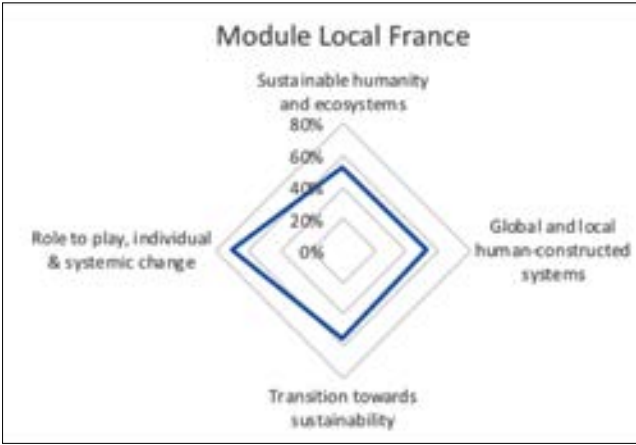 Module Local France
Sustainable humanity
and ecosystems
80%
60%
40%
20%
0%
Role to play, individual
& systemic change
Global and local
human-constructed
systems
Transition towards
sustainability